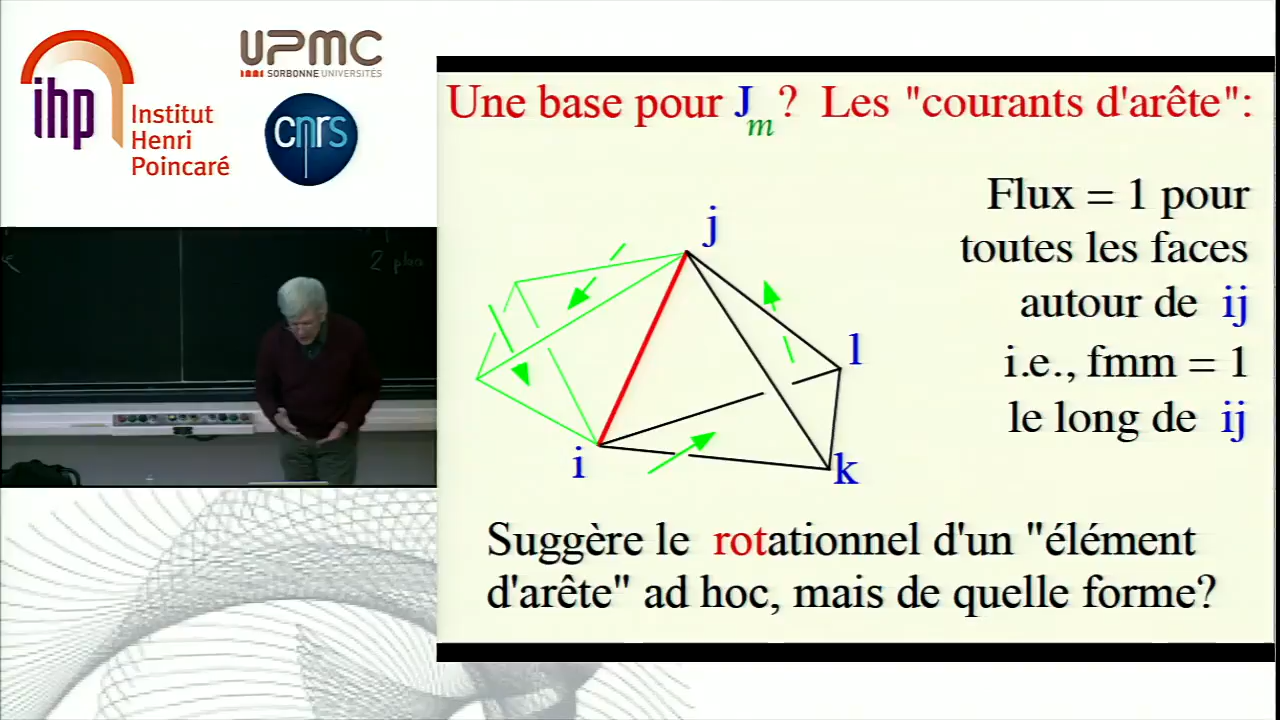 ihp
Institut
Henri
Poincaré
UPMC
SORBONNE UNIVERSITÉS
cnrs
2
Une base pour Jm ? Les "courants d'arête":
Flux = 1 pour
toutes les faces
autour de ij
i.e., fmm = 1
le long de ij
j
l
i
k
Suggère le rotationnel d'un "élément
d'arête" ad hoc, mais de quelle forme?